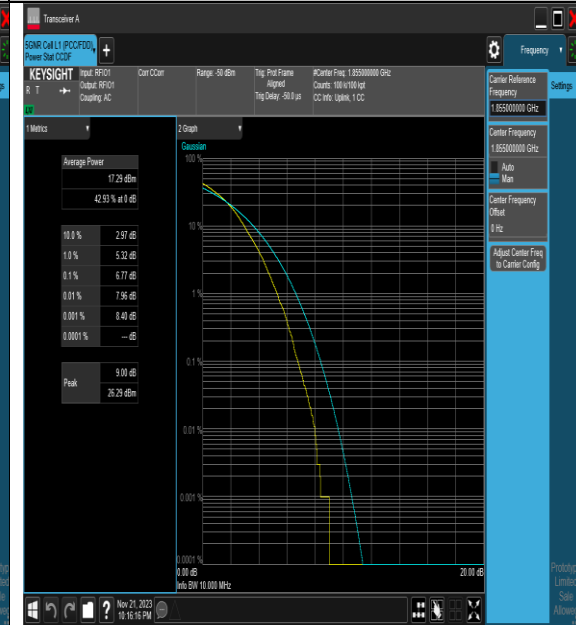 Transceiver A
5GNR Cell L1 (PCC/FDD),
Power Stat CCDF
+
Frequency
KEYSIGHT
R T
Input: RFIO1
Output: RFIO1
Coupling: AC
Corr CCorr
Range: -50 dBm
Trig: Prot Frame
Aligned
Trig Delay: -50.0 µs
#Center Freq: 1.855000000 GHz
Counts: 100 k/100 kpt
CC Info: Uplink, 1 CC
Carrier Reference
Frequency
1.855000000 GHz
Settings
Center Frequency
1.855000000 GHz
Auto
Man
Center Frequency
Offset
0 Hz
Adjust Center Freq
to Carrier Config
1 Metrics
Average Power
17.29 dBm
42.93 % at 0 dB
10.0 % 2.97 dB
1.0 % 5.32 dB
0.1 % 6.77 dB
0.01 % 7.96 dB
0.001 % 8.40 dB
0.0001 % --- dB
Peak
9.00 dB
26.29 dBm
2 Graph
Gaussian
100 %
10 %
1 %
0.1 %
0.01 %
0.001 %
0.0001 %
0.00 dB
20.00 dB
Info BW 10.000 MHz
?
Nov 21, 2023
10:16:16 PM
Limited
Sale